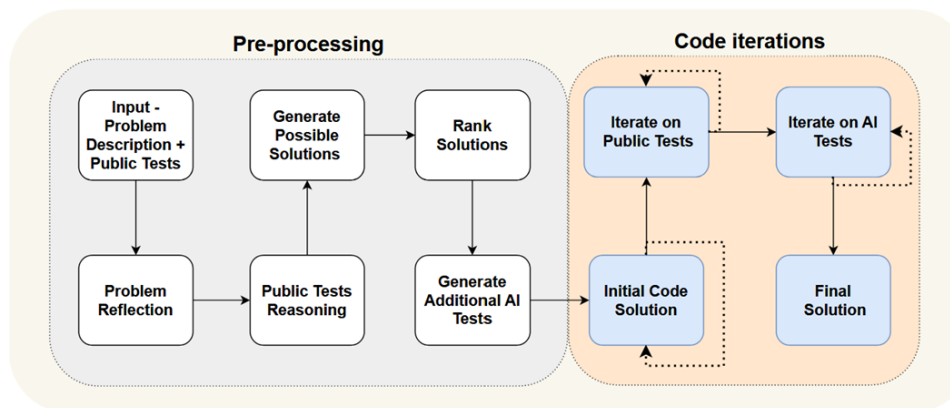 Pre-processing
Code iterations
Input -
Problem
Description +
Public Tests
Generate
Possible
Solutions
Rank
Solutions
Iterate on
Public Tests
Iterate on AI
Tests
Problem
Reflection
Public Tests
Reasoning
Generate
Additional AI
Tests
Initial Code
Solution
Final
Solution